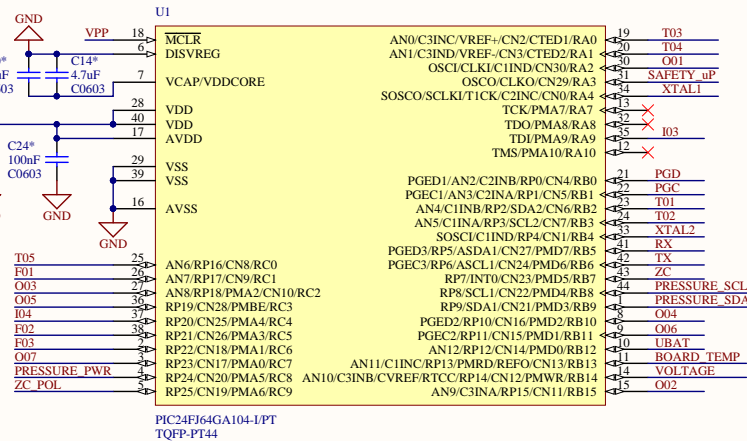 GND
U1
VPP 18 MCLR
6 DISVREG
C14*
4.7uF
C0603
7 VCAP/VDDCORE
28 VDD
40 VDD
17 AVDD
C24*
100nF
C0603
GND
29 VSS
39 VSS
16 AVSS
GND
T05 25 AN6/RP16/CN8/RC0
F01 26 AN7/RP17/CN9/RC1
O03 27 AN8/RP18/PMA2/CN10/RC2
O05 36 RP19/CN28/PMBE/RC3
I04 37 RP20/CN25/PMA4/RC4
F02 38 RP21/CN26/PMA3/RC5
F03 2 RP22/CN18/PMA1/RC6
O07 3 RP23/CN17/PMA0/RC7
PRESSURE_PWR 4 RP24/CN20/PMA5/RC8
ZC_POL 5 RP25/CN19/PMA6/RC9
AN0/C3INC/VREF+/CN2/CTED1/RA0 19 T03
AN1/C3IND/VREF-/CN3/CTED2/RA1 20 T04
OSCI/CLKI/C1IND/CN30/RA2 30 O01
OSCO/CLKO/CN29/RA3 31 SAFETY_uP
SOSCO/SCLKI/T1CK/C2INC/CN0/RA4 34 XTAL1
TCK/PMA7/RA7 13
TDO/PMA8/RA8 32
TDI/PMA9/RA9 35 I03
TMS/PMA10/RA10 12
PGED1/AN2/C2INB/RP0/CN4/RB0 21 PGD
PGEC1/AN3/C2INA/RP1/CN5/RB1 22 PGC
AN4/C1INB/RP2/SDA2/CN6/RB2 23 T01
AN5/C1INA/RP3/SCL2/CN7/RB3 24 T02
SOSCI/C1IND/RP4/CN1/RB4 33 XTAL2
PGED3/RP5/ASDA1/CN27/PMD7/RB5 41 RX
PGEC3/RP6/ASCL1/CN24/PMD6/RB6 42 TX
RP7/INT0/CN23/PMD5/RB7 43 ZC
RP8/SCL1/CN22/PMD4/RB8 44 PRESSURE_SCL
RP9/SDA1/CN21/PMD3/RB9 1 PRESSURE_SDA
PGED2/RP10/CN16/PMD2/RB10 8 O04
PGEC2/RP11/CN15/PMD1/RB11 9 O06
AN12/RP12/CN14/PMD0/RB12 10 UBAT
AN11/C1INC/RP13/PMRD/REFO/CN13/RB13 11 BOARD_TEMP
AN10/C3INB/CVREF/RTCC/RP14/CN12/PMWR/RB14 14 VOLTAGE
AN9/C3INA/RP15/CN11/RB15 15 O02
PIC24FJ64GA104-I/PT
TQFP-PT44